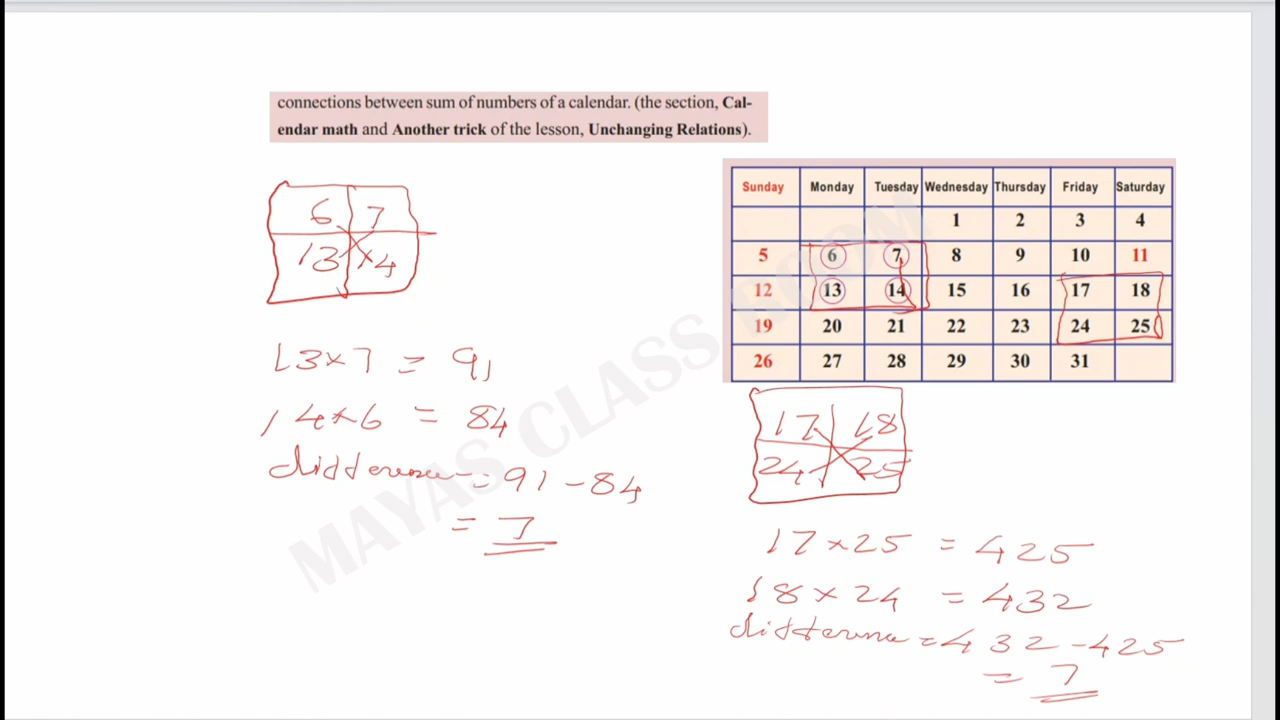 connections between sum of numbers of a calendar. (the section, Cal-
endar math and Another trick of the lesson, Unchanging Relations).
6 7
13 14
13×7 = 91
14×6 = 84
difference = 91 - 84
= 7
Sunday Monday Tuesday Wednesday Thursday Friday Saturday
1 2 3 4
5 6 7 8 9 10 11
12 13 14 15 16 17 18
19 20 21 22 23 24 25
26 27 28 29 30 31
17 18
24 25
17×25 = 425
18×24 = 432
difference = 432 - 425
= 7
MAYAS CLASS ROOM